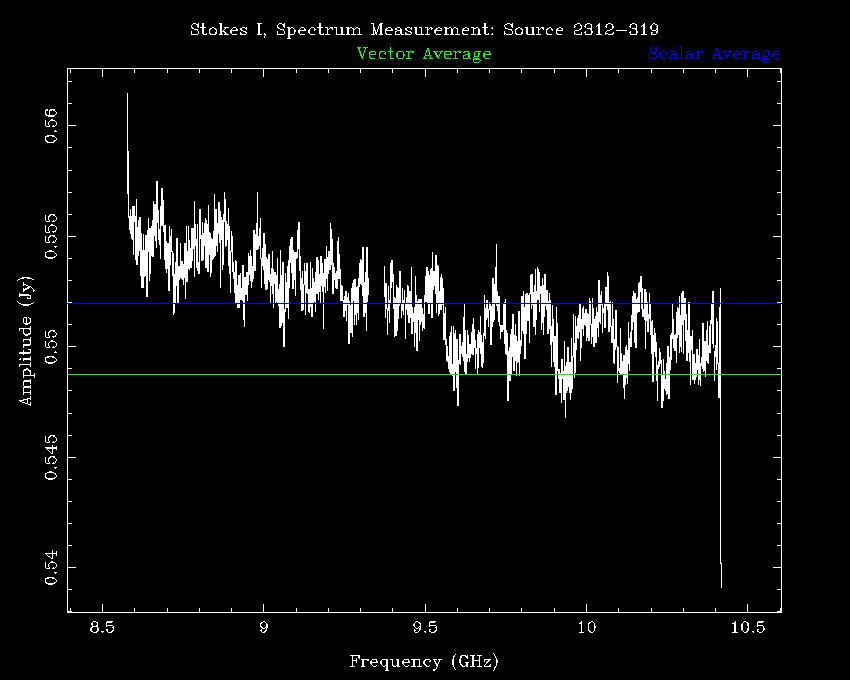 Stokes I, Spectrum Measurement: Source 2312-319
Vector Average
Scalar Average
0.56
0.555
0.55
0.545
0.54
Amplitude (Jy)
8.5
9
9.5
10
10.5
Frequency (GHz)